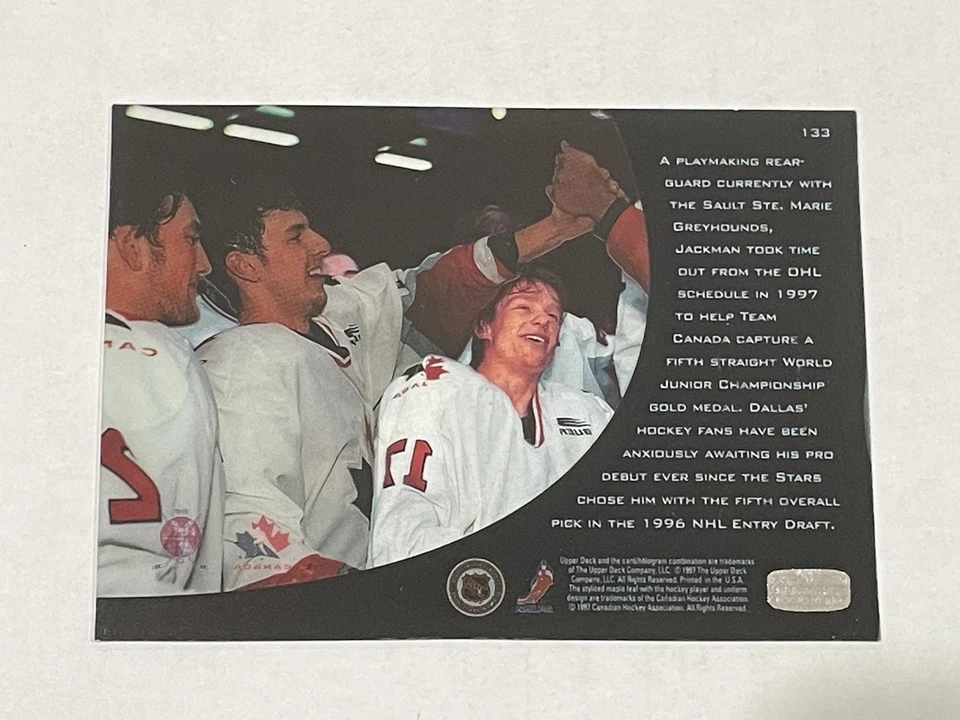 133
A PLAYMAKING REAR-
GUARD CURRENTLY WITH
THE SAULT STE. MARIE
GREYHOUNDS,
JACKMAN TOOK TIME
OUT FROM THE OHL
SCHEDULE IN 1997
TO HELP TEAM
CANADA CAPTURE A
FIFTH STRAIGHT WORLD
JUNIOR CHAMPIONSHIP
GOLD MEDAL. DALLAS'
HOCKEY FANS HAVE BEEN
ANXIOUSLY AWAITING HIS PRO
DEBUT EVER SINCE THE STARS
CHOSE HIM WITH THE FIFTH OVERALL
PICK IN THE 1996 NHL ENTRY DRAFT.
Upper Deck and the card/hologram combination are trademarks
of The Upper Deck Company, LLC. © 1997 The Upper Deck
Company, LLC. All Rights Reserved. Printed in the U.S.A.
The stylized maple leaf with the hockey player and uniform
design are trademarks of the Canadian Hockey Association.
© 1997 Canadian Hockey Association. All Rights Reserved.
NHL
17
2
BAUER
CANADA